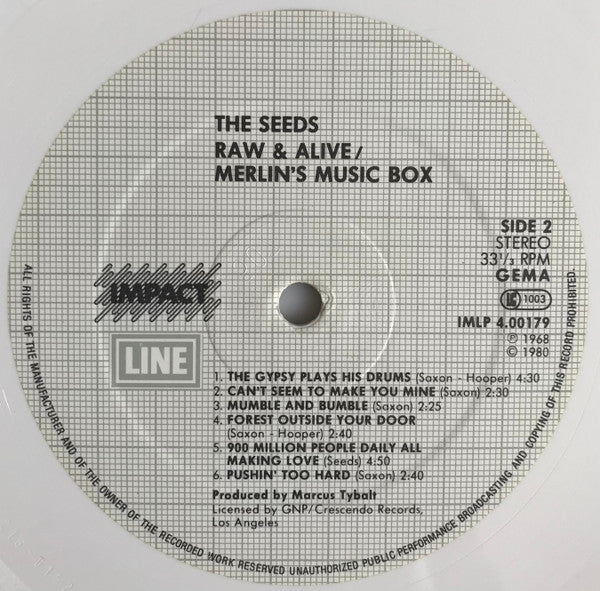 THE SEEDS
RAW & ALIVE/
MERLIN'S MUSIC BOX
SIDE 2
STEREO
33 1/3 RPM
GEMA
LC 1003
IMLP 4.00179
Ⓟ 1968
© 1980
IMPACT
LINE
1. THE GYPSY PLAYS HIS DRUMS (Saxon - Hooper) 4:30
2. CAN'T SEEM TO MAKE YOU MINE (Saxon) 2:30
3. MUMBLE AND BUMBLE (Saxon) 2:25
4. FOREST OUTSIDE YOUR DOOR
(Saxon - Hooper) 2:40
5. 900 MILLION PEOPLE DAILY ALL
MAKING LOVE (Seeds) 4:50
6. PUSHIN' TOO HARD (Saxon) 2:40
Produced by Marcus Tybalt
Licensed by GNP/Crescendo Records,
Los Angeles
ALL RIGHTS OF THE MANUFACTURER AND OF THE OWNER OF THE RECORDED WORK RESERVED UNAUTHORIZED PUBLIC PERFORMANCE BROADCASTING AND COPYING OF THIS RECORD PROHIBITED.